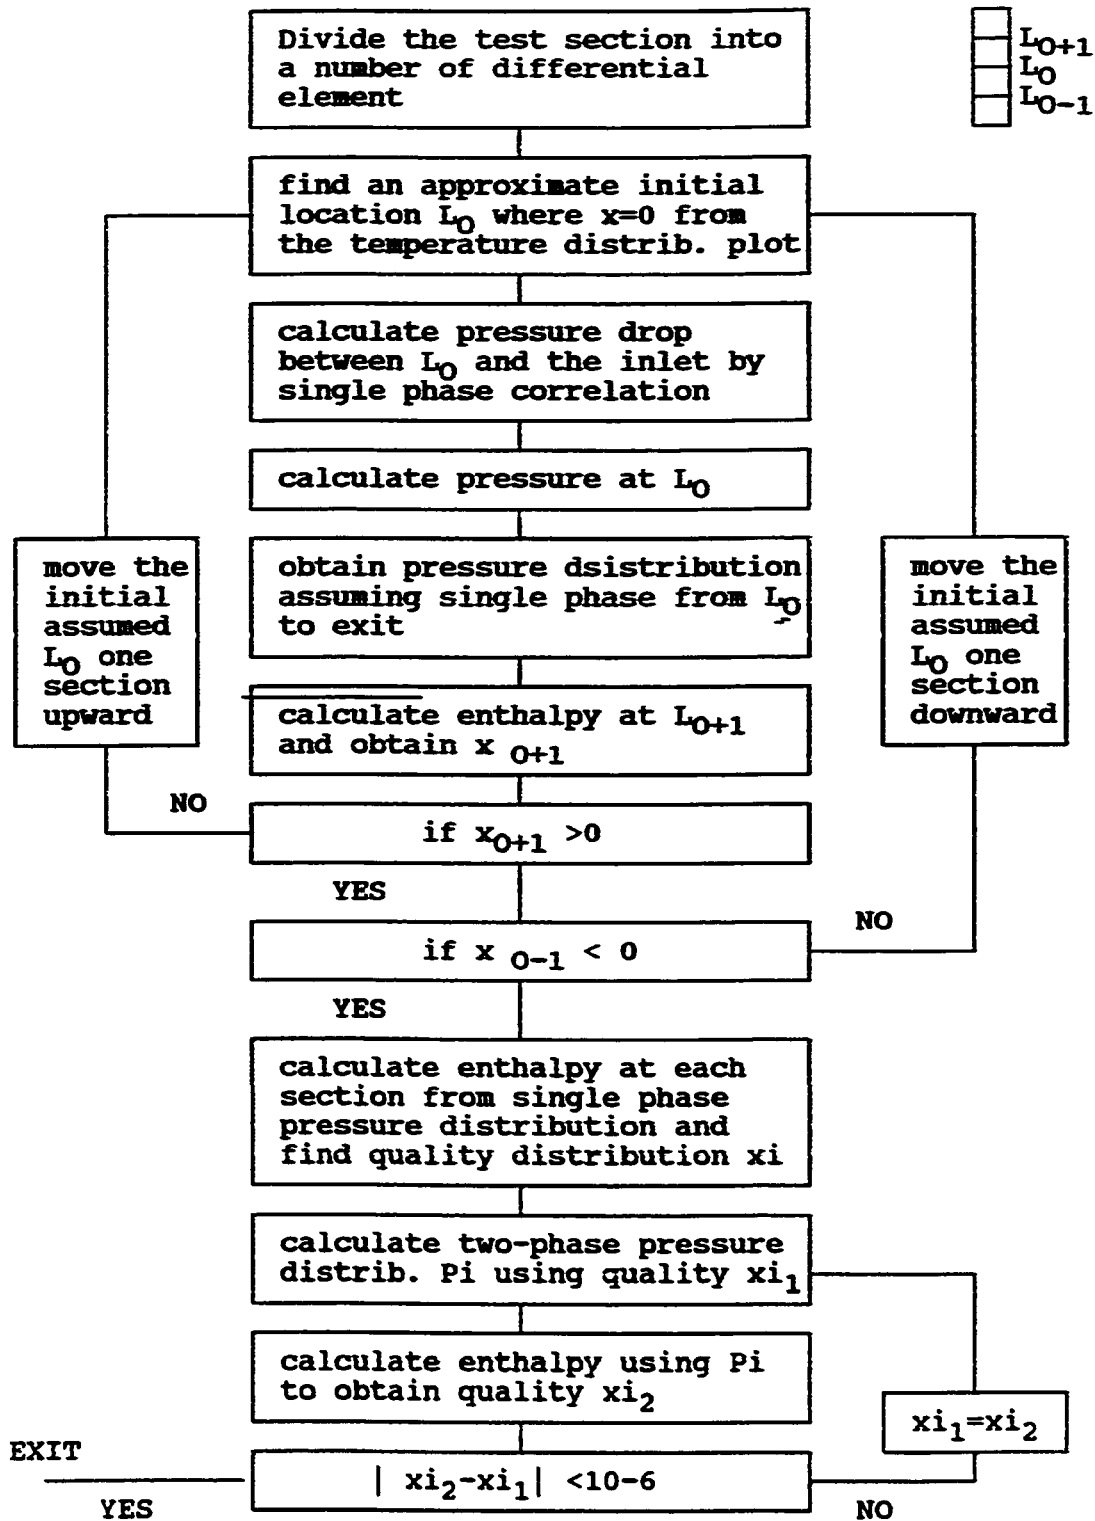 Divide the test section into
a number of differential
element
L0+1
L0
L0-1
find an approximate initial
location L0 where x=0 from
the temperature distrib. plot
calculate pressure drop
between L0 and the inlet by
single phase correlation
calculate pressure at L0
move the
initial
assumed
L0 one
section
upward
obtain pressure dsistribution
assuming single phase from L0
to exit
move the
initial
assumed
L0 one
section
downward
calculate enthalpy at L0+1
and obtain x 0+1
NO
if x0+1 >0
YES
NO
if x 0-1 < 0
YES
calculate enthalpy at each
section from single phase
pressure distribution and
find quality distribution xi
calculate two-phase pressure
distrib. Pi using quality xi1
calculate enthalpy using Pi
to obtain quality xi2
xi1=xi2
EXIT
| xi2-xi1| <10-6
YES
NO